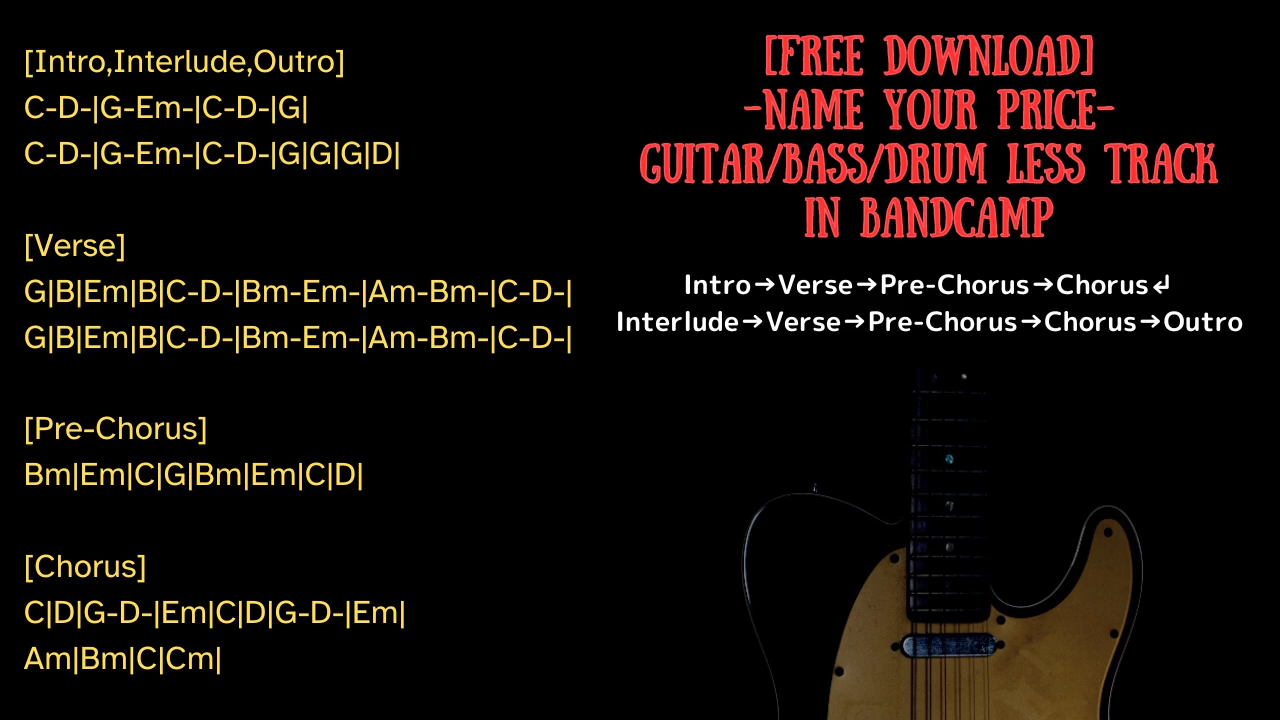 [Intro,Interlude,Outro]
C-D-|G-Em-|C-D-|G|
C-D-|G-Em-|C-D-|G|G|G|D|
[Verse]
G|B|Em|B|C-D-|Bm-Em-|Am-Bm-|C-D-|
G|B|Em|B|C-D-|Bm-Em-|Am-Bm-|C-D-|
[Pre-Chorus]
Bm|Em|C|G|Bm|Em|C|D|
[Chorus]
C|D|G-D-|Em|C|D|G-D-|Em|
Am|Bm|C|Cm|
[FREE DOWNLOAD]
-NAME YOUR PRICE-
GUITAR/BASS/DRUM LESS TRACK
IN BANDCAMP
Intro→Verse→Pre-Chorus→Chorus↲
Interlude→Verse→Pre-Chorus→Chorus→Outro